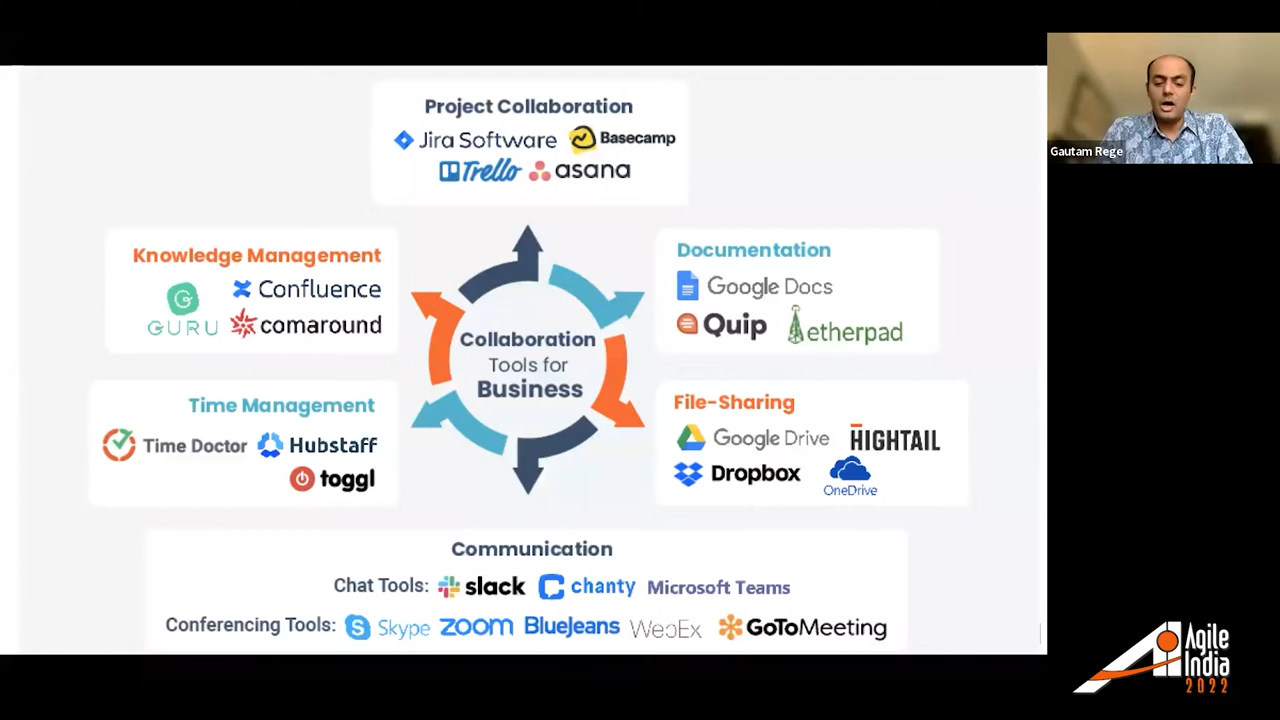 Project Collaboration
Jira Software Basecamp
Trello asana
Gautam Rege
Knowledge Management
GURU Confluence
comaround
Documentation
Google Docs
Quip etherpad
Collaboration
Tools for
Business
Time Management
Time Doctor Hubstaff
toggl
File-Sharing
Google Drive HIGHTAIL
Dropbox OneDrive
Communication
Chat Tools: slack chanty Microsoft Teams
Conferencing Tools: Skype zoom BlueJeans WebEx GoToMeeting
Agile
India
2022